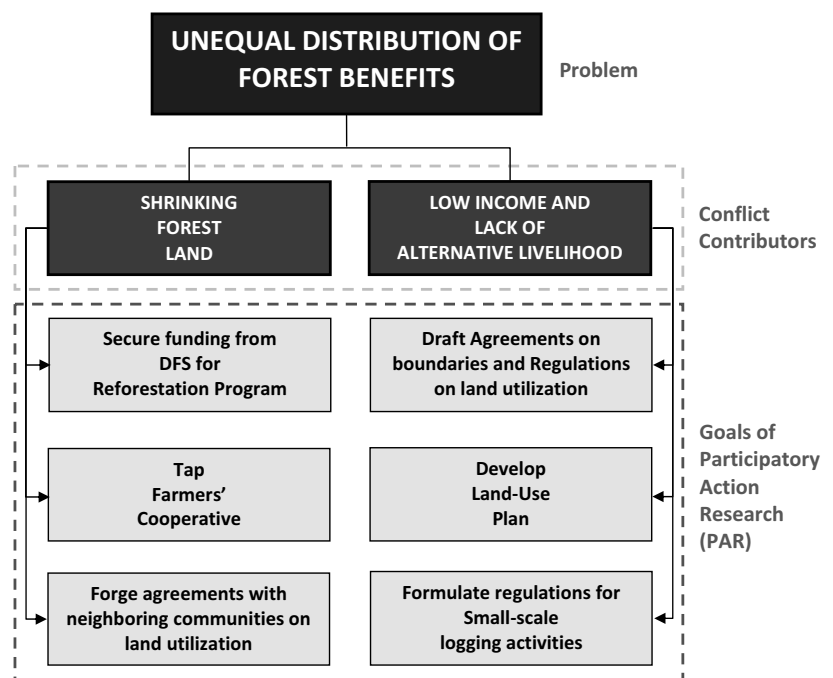 UNEQUAL DISTRIBUTION OF
FOREST BENEFITS
Problem
SHRINKING
FOREST
LAND
LOW INCOME AND
LACK OF
ALTERNATIVE LIVELIHOOD
Conflict
Contributors
Secure funding from
DFS for
Reforestation Program
Draft Agreements on
boundaries and Regulations
on land utilization
Tap
Farmers’
Cooperative
Develop
Land-Use
Plan
Goals of
Participatory
Action
Research
(PAR)
Forge agreements with
neighboring communities on
land utilization
Formulate regulations for
Small-scale
logging activities